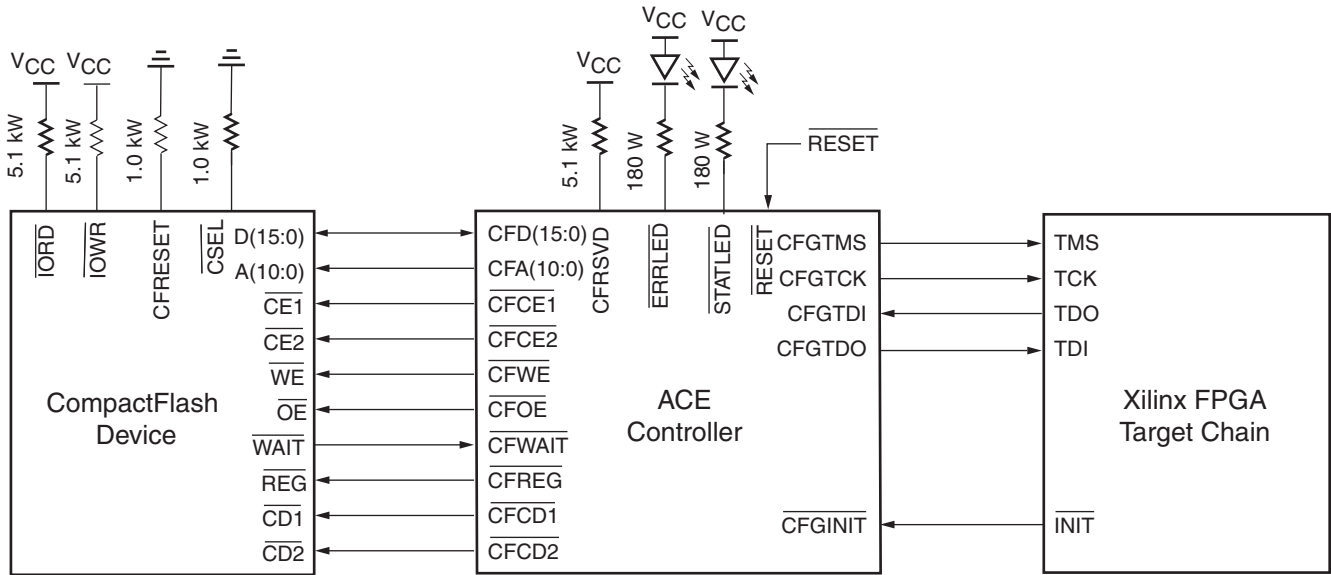 VCC
VCC
VCC
VCC
VCC
5.1 kW
5.1 kW
1.0 kW
1.0 kW
5.1 kW
180 W
180 W
RESET
IORD
IOWR
CFRESET
CSEL
D(15:0)
A(10:0)
CE1
CE2
WE
OE
WAIT
REG
CD1
CD2
CompactFlash
Device
CFD(15:0)
CFA(10:0)
CFCE1
CFCE2
CFWE
CFOE
CFWAIT
CFREG
CFCD1
CFCD2
CFRSVD
ERRLED
STATLED
RESET
CFGTMS
CFGTCK
CFGTDI
CFGTDO
CFGINIT
ACE
Controller
TMS
TCK
TDO
TDI
INIT
Xilinx FPGA
Target Chain